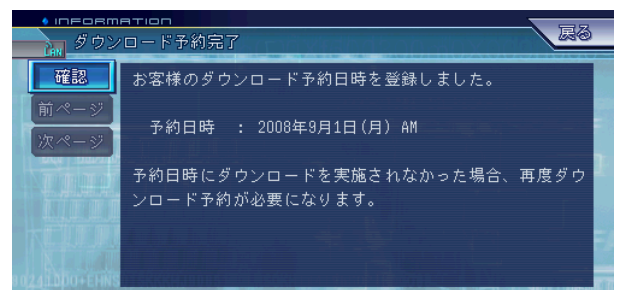 INFORMATION
LAN ダウンロード予約完了
戻る
確認
前ページ
次ページ
お客様のダウンロード予約日時を登録しました。
予約日時 : 2008年9月1日(月) AM
予約日時にダウンロードを実施されなかった場合、再度ダウ
ンロード予約が必要になります。